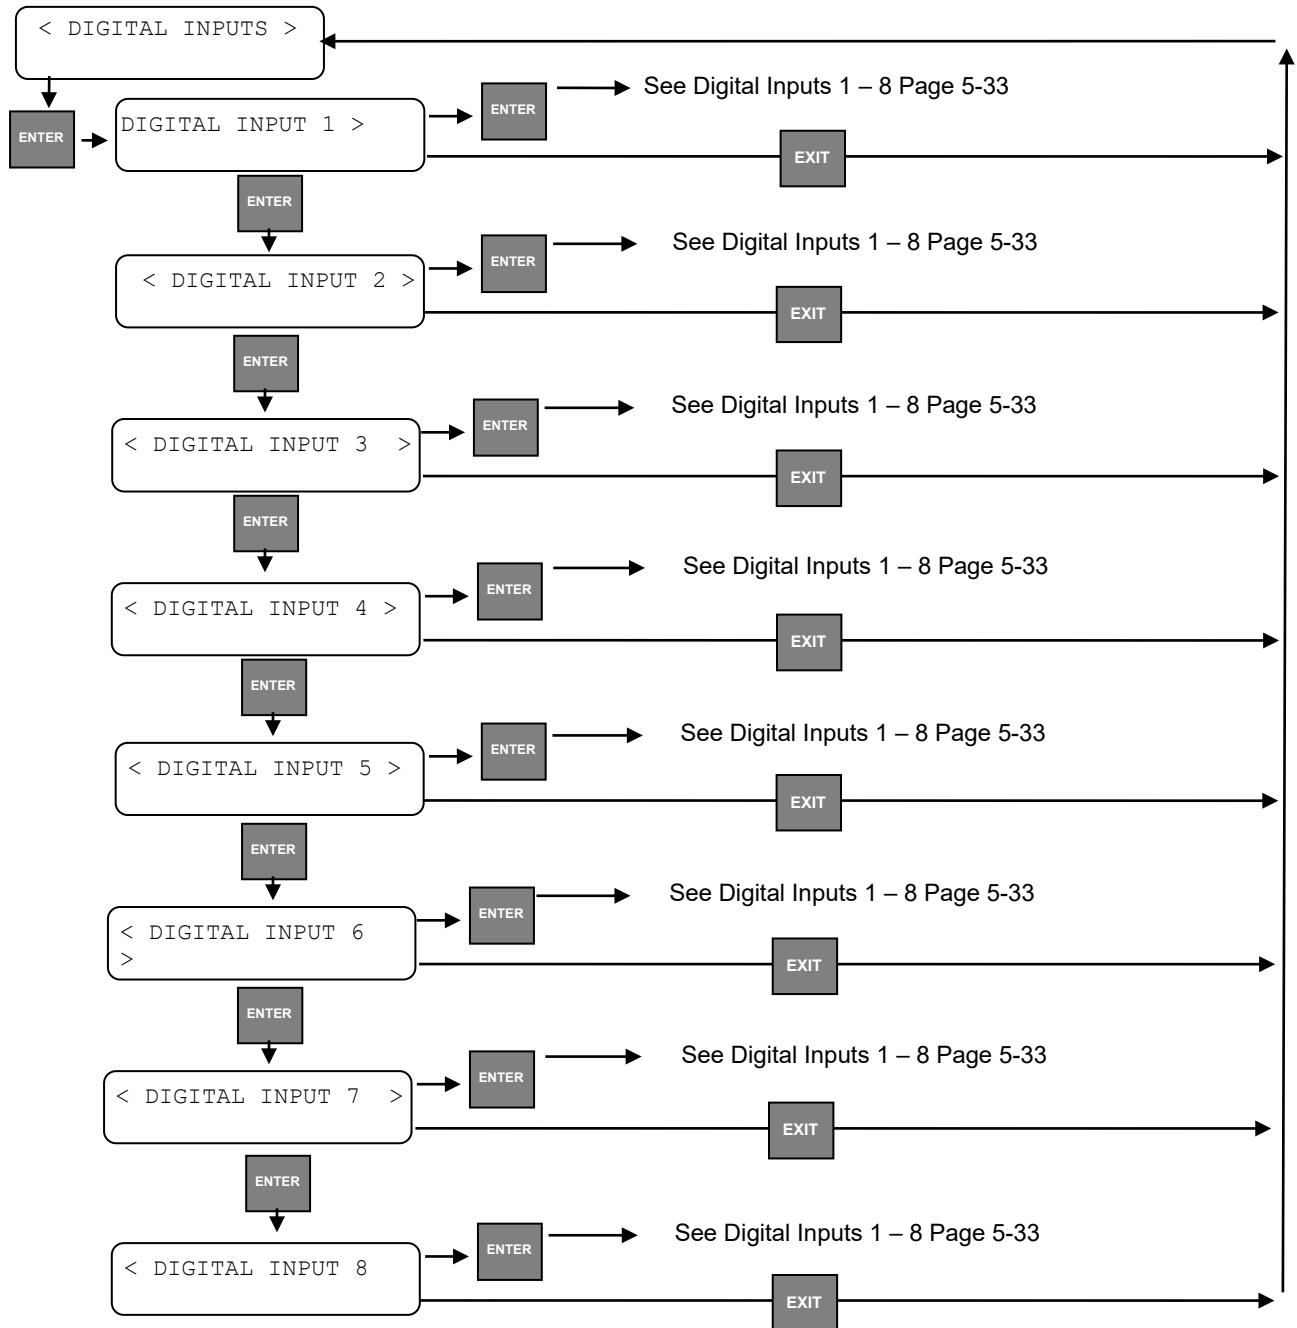 < DIGITAL INPUTS >
ENTER
DIGITAL INPUT 1 >
ENTER
See Digital Inputs 1 – 8 Page 5-33
EXIT
ENTER
< DIGITAL INPUT 2 >
ENTER
See Digital Inputs 1 – 8 Page 5-33
EXIT
ENTER
< DIGITAL INPUT 3 >
ENTER
See Digital Inputs 1 – 8 Page 5-33
EXIT
ENTER
< DIGITAL INPUT 4 >
ENTER
See Digital Inputs 1 – 8 Page 5-33
EXIT
ENTER
< DIGITAL INPUT 5 >
ENTER
See Digital Inputs 1 – 8 Page 5-33
EXIT
ENTER
< DIGITAL INPUT 6
>
ENTER
See Digital Inputs 1 – 8 Page 5-33
EXIT
ENTER
< DIGITAL INPUT 7 >
ENTER
See Digital Inputs 1 – 8 Page 5-33
EXIT
ENTER
< DIGITAL INPUT 8
ENTER
See Digital Inputs 1 – 8 Page 5-33
EXIT